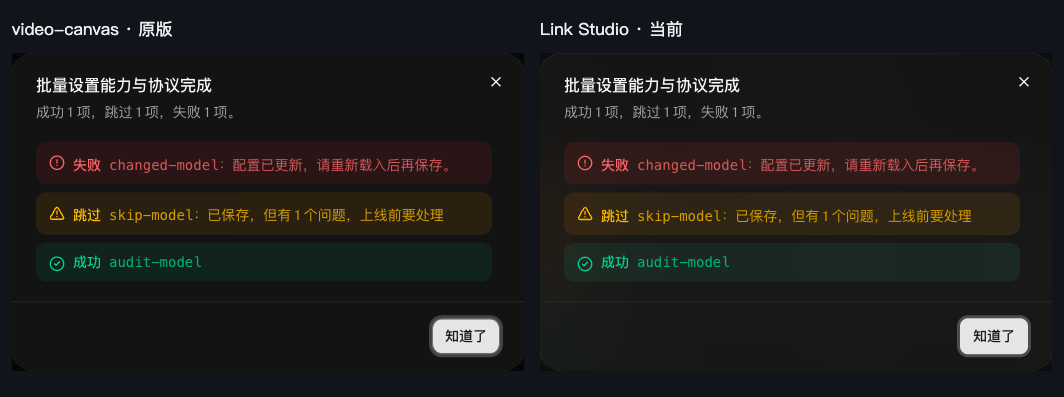 video-canvas · 原版
批量设置能力与协议完成
成功 1 项，跳过 1 项，失败 1 项。
失败 changed-model：配置已更新，请重新载入后再保存。
跳过 skip-model：已保存，但有 1 个问题，上线前要处理
成功 audit-model
知道了
Link Studio · 当前
批量设置能力与协议完成
成功 1 项，跳过 1 项，失败 1 项。
失败 changed-model：配置已更新，请重新载入后再保存。
跳过 skip-model：已保存，但有 1 个问题，上线前要处理
成功 audit-model
知道了